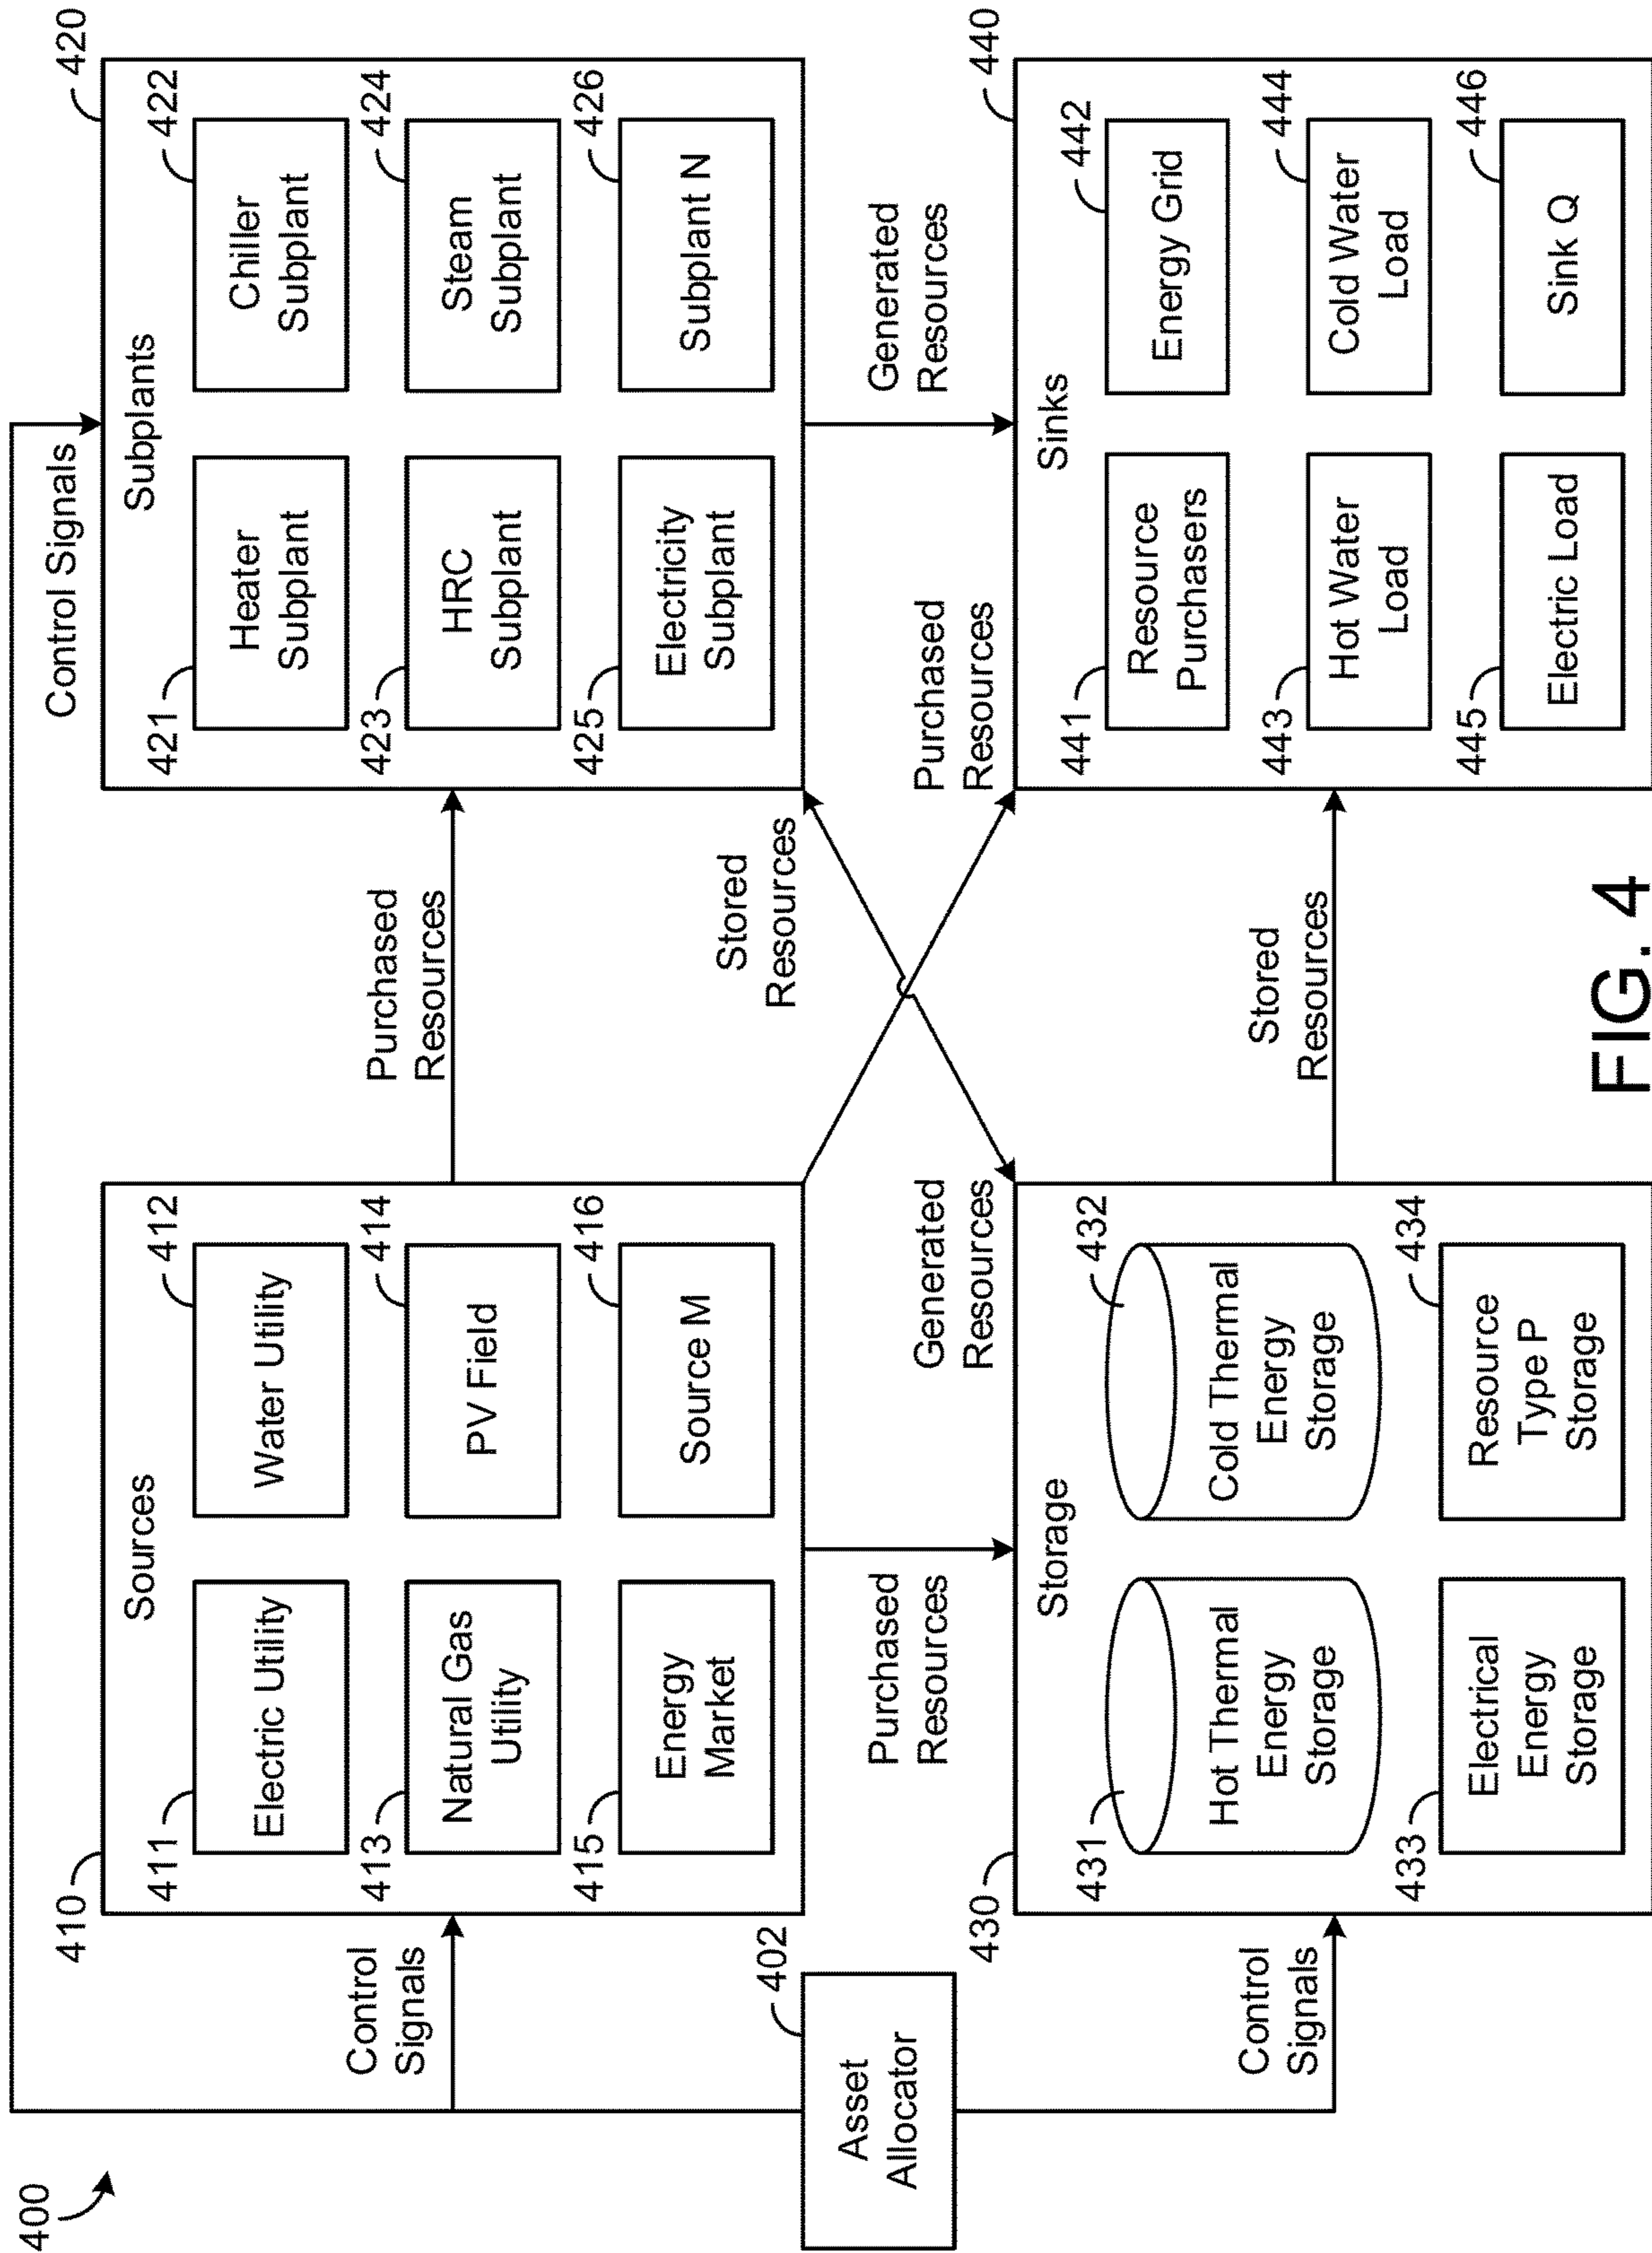 400
Control Signals
410
Sources
411
Electric Utility
412
Water Utility
413
Natural Gas
Utility
414
PV Field
415
Energy
Market
416
Source M
420
Subplants
421
Heater
Subplant
422
Chiller
Subplant
423
HRC
Subplant
424
Steam
Subplant
425
Electricity
Subplant
426
Subplant N
Control
Signals
Purchased
Resources
402
Asset
Allocator
Purchased
Resources
Generated
Resources
Stored
Resources
Purchased
Resources
Generated
Resources
Control
Signals
430
Storage
431
Hot Thermal
Energy
Storage
432
Cold Thermal
Energy
Storage
433
Electrical
Energy
Storage
434
Resource
Type P
Storage
Stored
Resources
440
Sinks
441
Resource
Purchasers
442
Energy Grid
443
Hot Water
Load
444
Cold Water
Load
445
Electric Load
446
Sink Q
FIG. 4